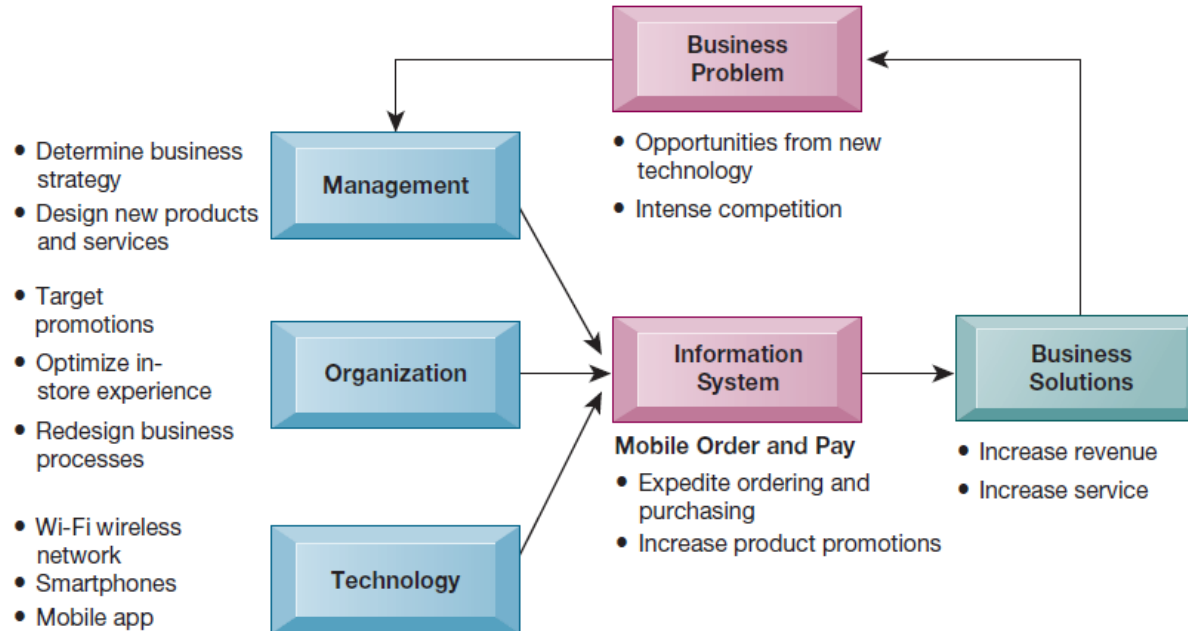 Business
Problem
• Opportunities from new
technology
• Intense competition
• Determine business
strategy
• Design new products
and services
Management
• Target
promotions
• Optimize in-
store experience
• Redesign business
processes
Organization
Information
System
Mobile Order and Pay
• Expedite ordering and
purchasing
• Increase product promotions
Business
Solutions
• Increase revenue
• Increase service
• Wi-Fi wireless
network
• Smartphones
• Mobile app
Technology